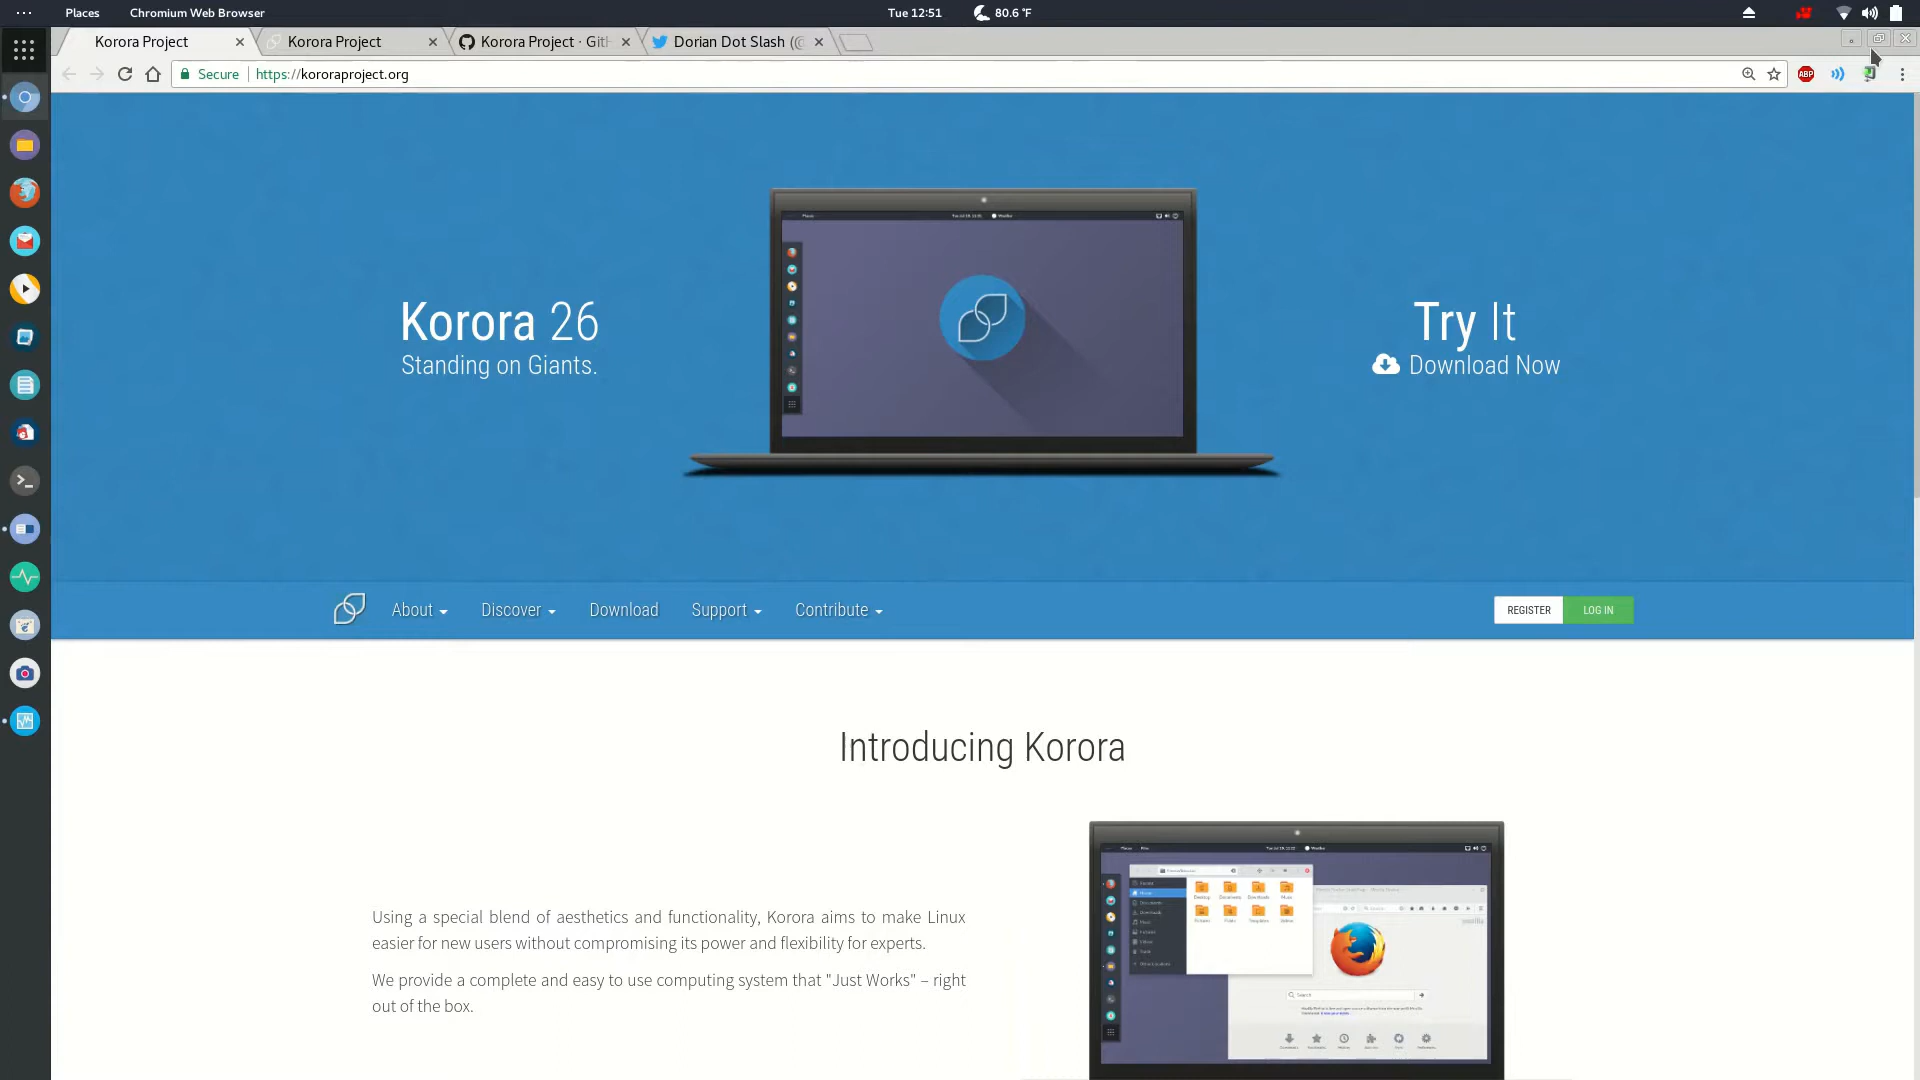 Places
Chromium Web Browser
Tue 12:51
80.6 °F
Korora Project
Korora Project
Korora Project · Gith
Dorian Dot Slash (@
Secure
https://kororaproject.org
ABP
Korora 26
Standing on Giants.
Try It
Download Now
About
Discover
Download
Support
Contribute
REGISTER
LOG IN
Introducing Korora
Using a special blend of aesthetics and functionality, Korora aims to make Linux
easier for new users without compromising its power and flexibility for experts.
We provide a complete and easy to use computing system that "Just Works" – right
out of the box.